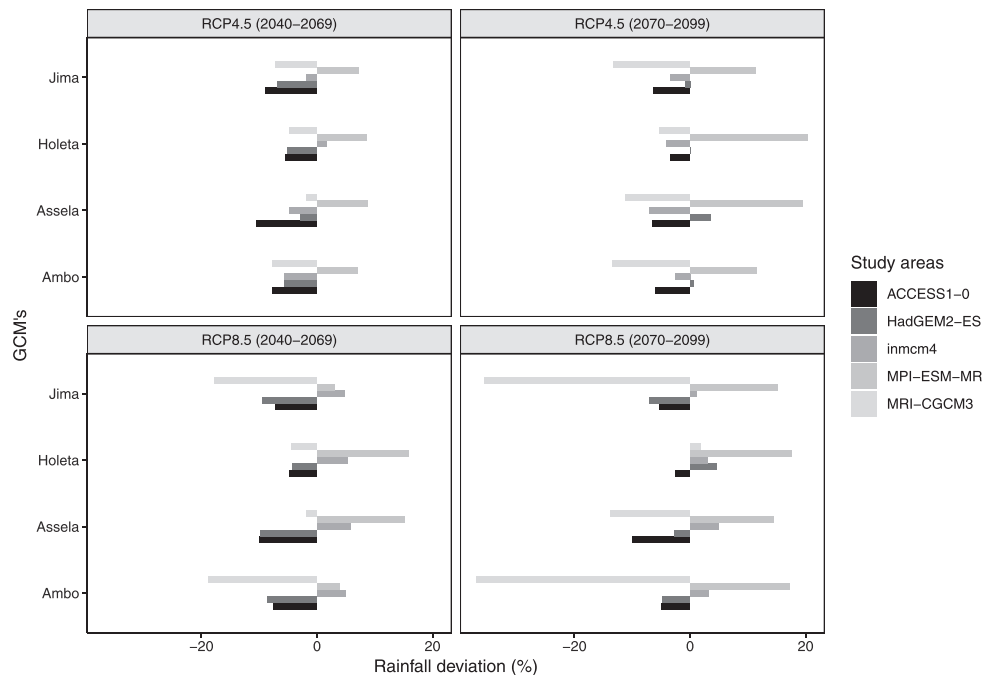 RCP4.5 (2040−2069)
RCP4.5 (2070−2099)
Jima
Holeta
Assela
Ambo
GCM's
RCP8.5 (2040−2069)
RCP8.5 (2070−2099)
Jima
Holeta
Assela
Ambo
−20 0 20
−20 0 20
Rainfall deviation (%)
Study areas
ACCESS1−0
HadGEM2−ES
inmcm4
MPI−ESM−MR
MRI−CGCM3